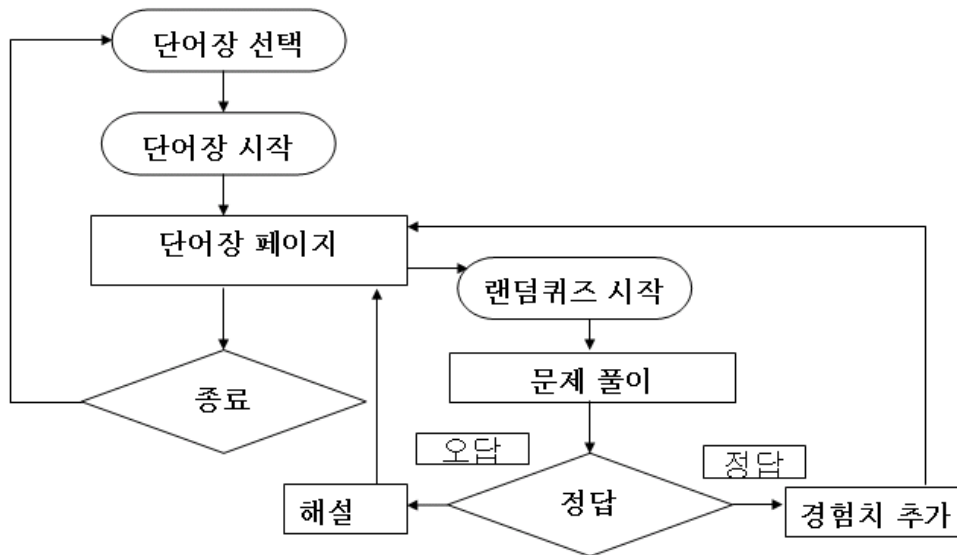 단어장 선택
단어장 시작
단어장 페이지
랜덤퀴즈 시작
문제 풀이
종료
오답
정답
정답
해설
경험치 추가